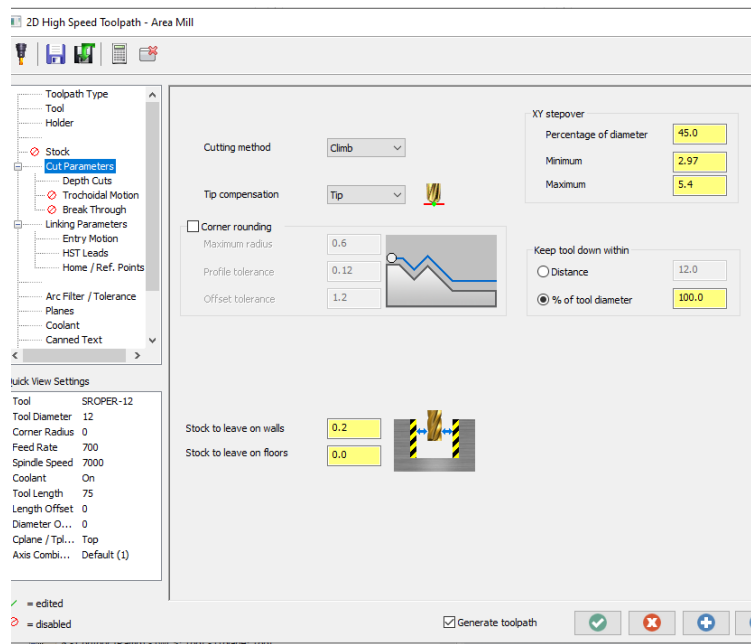 2D High Speed Toolpath - Area Mill
Toolpath Type
Tool
Holder
Stock
Cut Parameters
Depth Cuts
Trochoidal Motion
Break Through
Linking Parameters
Entry Motion
HST Leads
Home / Ref. Points
Arc Filter / Tolerance
Planes
Coolant
Canned Text
Quick View Settings
Tool SROPER-12
Tool Diameter 12
Corner Radius 0
Feed Rate 700
Spindle Speed 7000
Coolant On
Tool Length 75
Length Offset 0
Diameter O... 0
Cplane / Tpl... Top
Axis Combi... Default (1)
= edited
= disabled
Cutting method Climb
Tip compensation Tip
Corner rounding
Maximum radius 0.6
Profile tolerance 0.12
Offset tolerance 1.2
Stock to leave on walls 0.2
Stock to leave on floors 0.0
XY stepover
Percentage of diameter 45.0
Minimum 2.97
Maximum 5.4
Keep tool down within
Distance 12.0
% of tool diameter 100.0
Generate toolpath